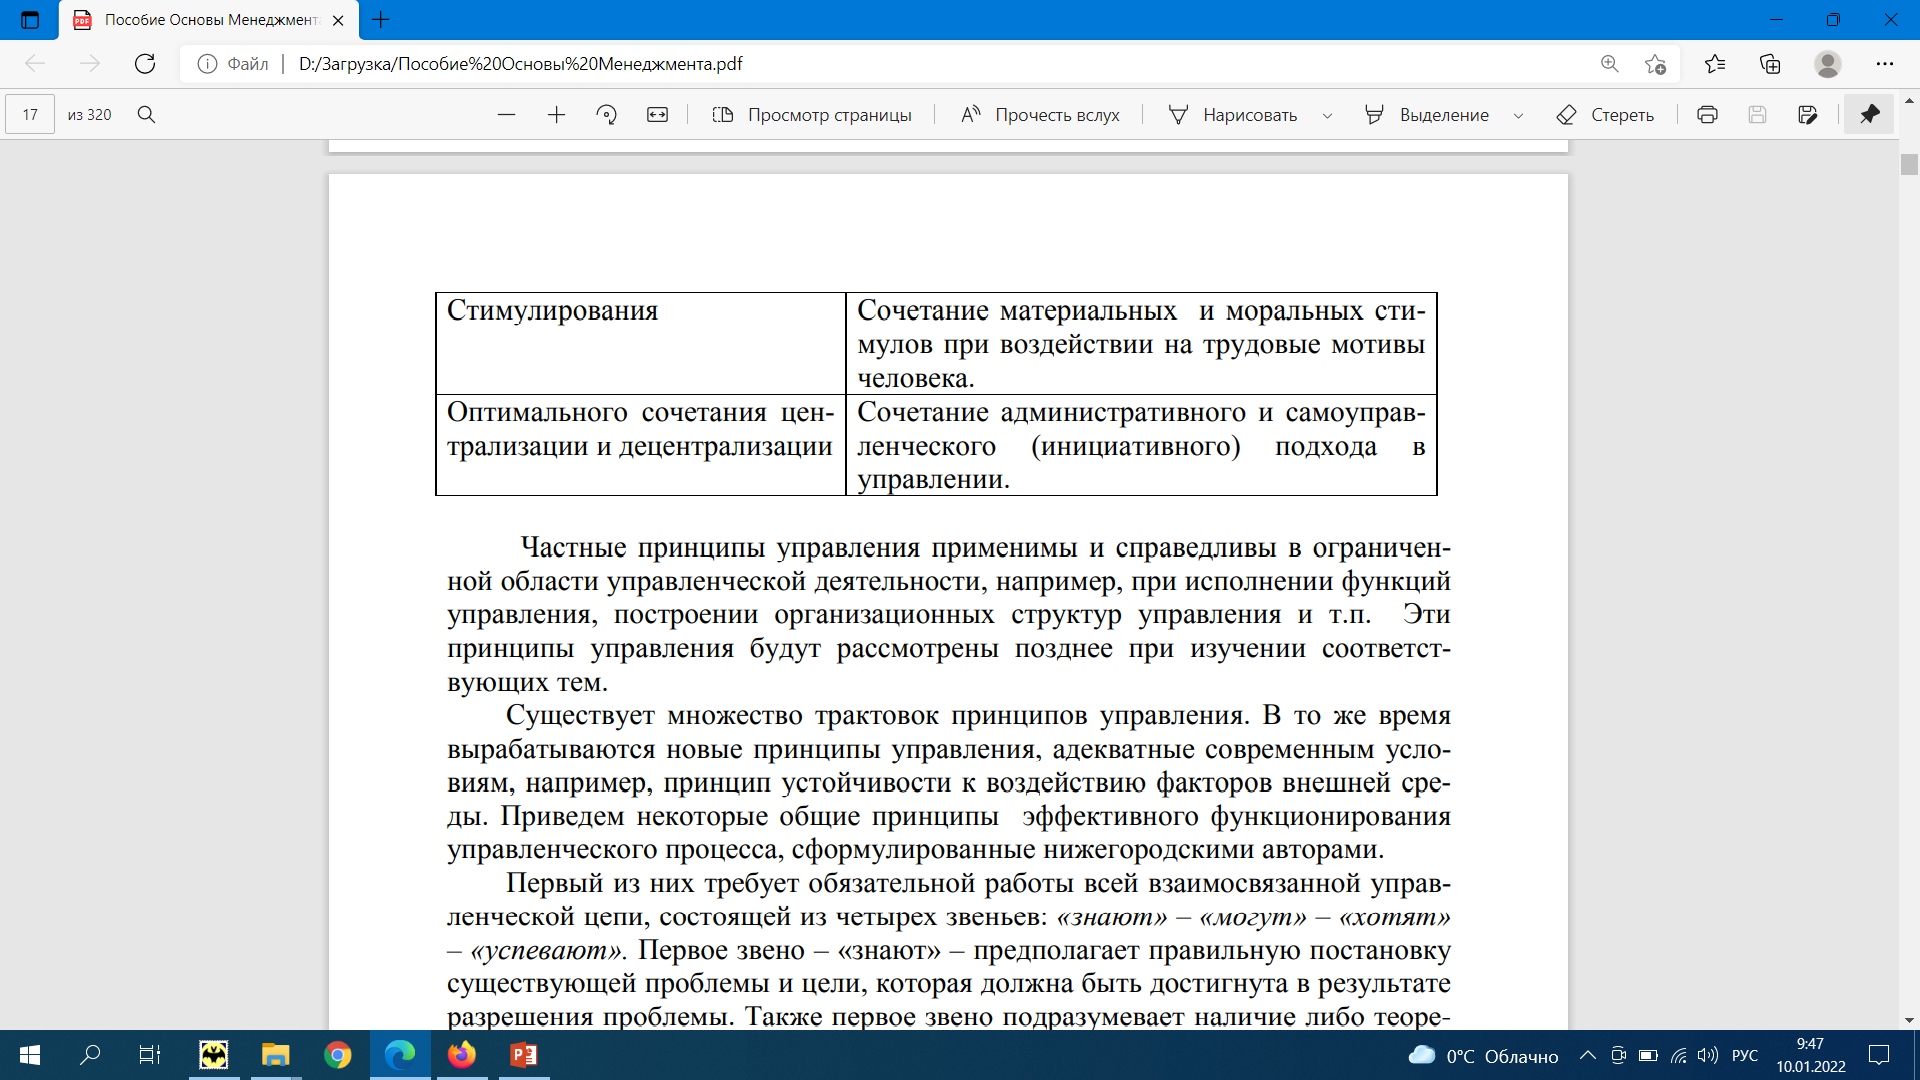 Пособие Основы Менеджмента
Файл
D:/Загрузка/Пособие%20Основы%20Менеджмента.pdf
17 из 320
Просмотр страницы
Прочесть вслух
Нарисовать
Выделение
Стереть
Стимулирования
Сочетание материальных и моральных сти-
мулов при воздействии на трудовые мотивы
человека.
Оптимального сочетания цен-
трализации и децентрализации
Сочетание административного и самоуправ-
ленческого (инициативного) подхода в
управлении.
Частные принципы управления применимы и справедливы в ограничен-
ной области управленческой деятельности, например, при исполнении функций
управления, построении организационных структур управления и т.п. Эти
принципы управления будут рассмотрены позднее при изучении соответст-
вующих тем.
Существует множество трактовок принципов управления. В то же время
вырабатываются новые принципы управления, адекватные современным усло-
виям, например, принцип устойчивости к воздействию факторов внешней сре-
ды. Приведем некоторые общие принципы эффективного функционирования
управленческого процесса, сформулированные нижегородскими авторами.
Первый из них требует обязательной работы всей взаимосвязанной управ-
ленческой цепи, состоящей из четырех звеньев: «знают» – «могут» – «хотят»
– «успевают». Первое звено – «знают» – предполагает правильную постановку
существующей проблемы и цели, которая должна быть достигнута в результате
разрешения проблемы. Также первое звено подразумевает наличие либо теоре-
0°C Облачно
РУС
9:47
10.01.2022